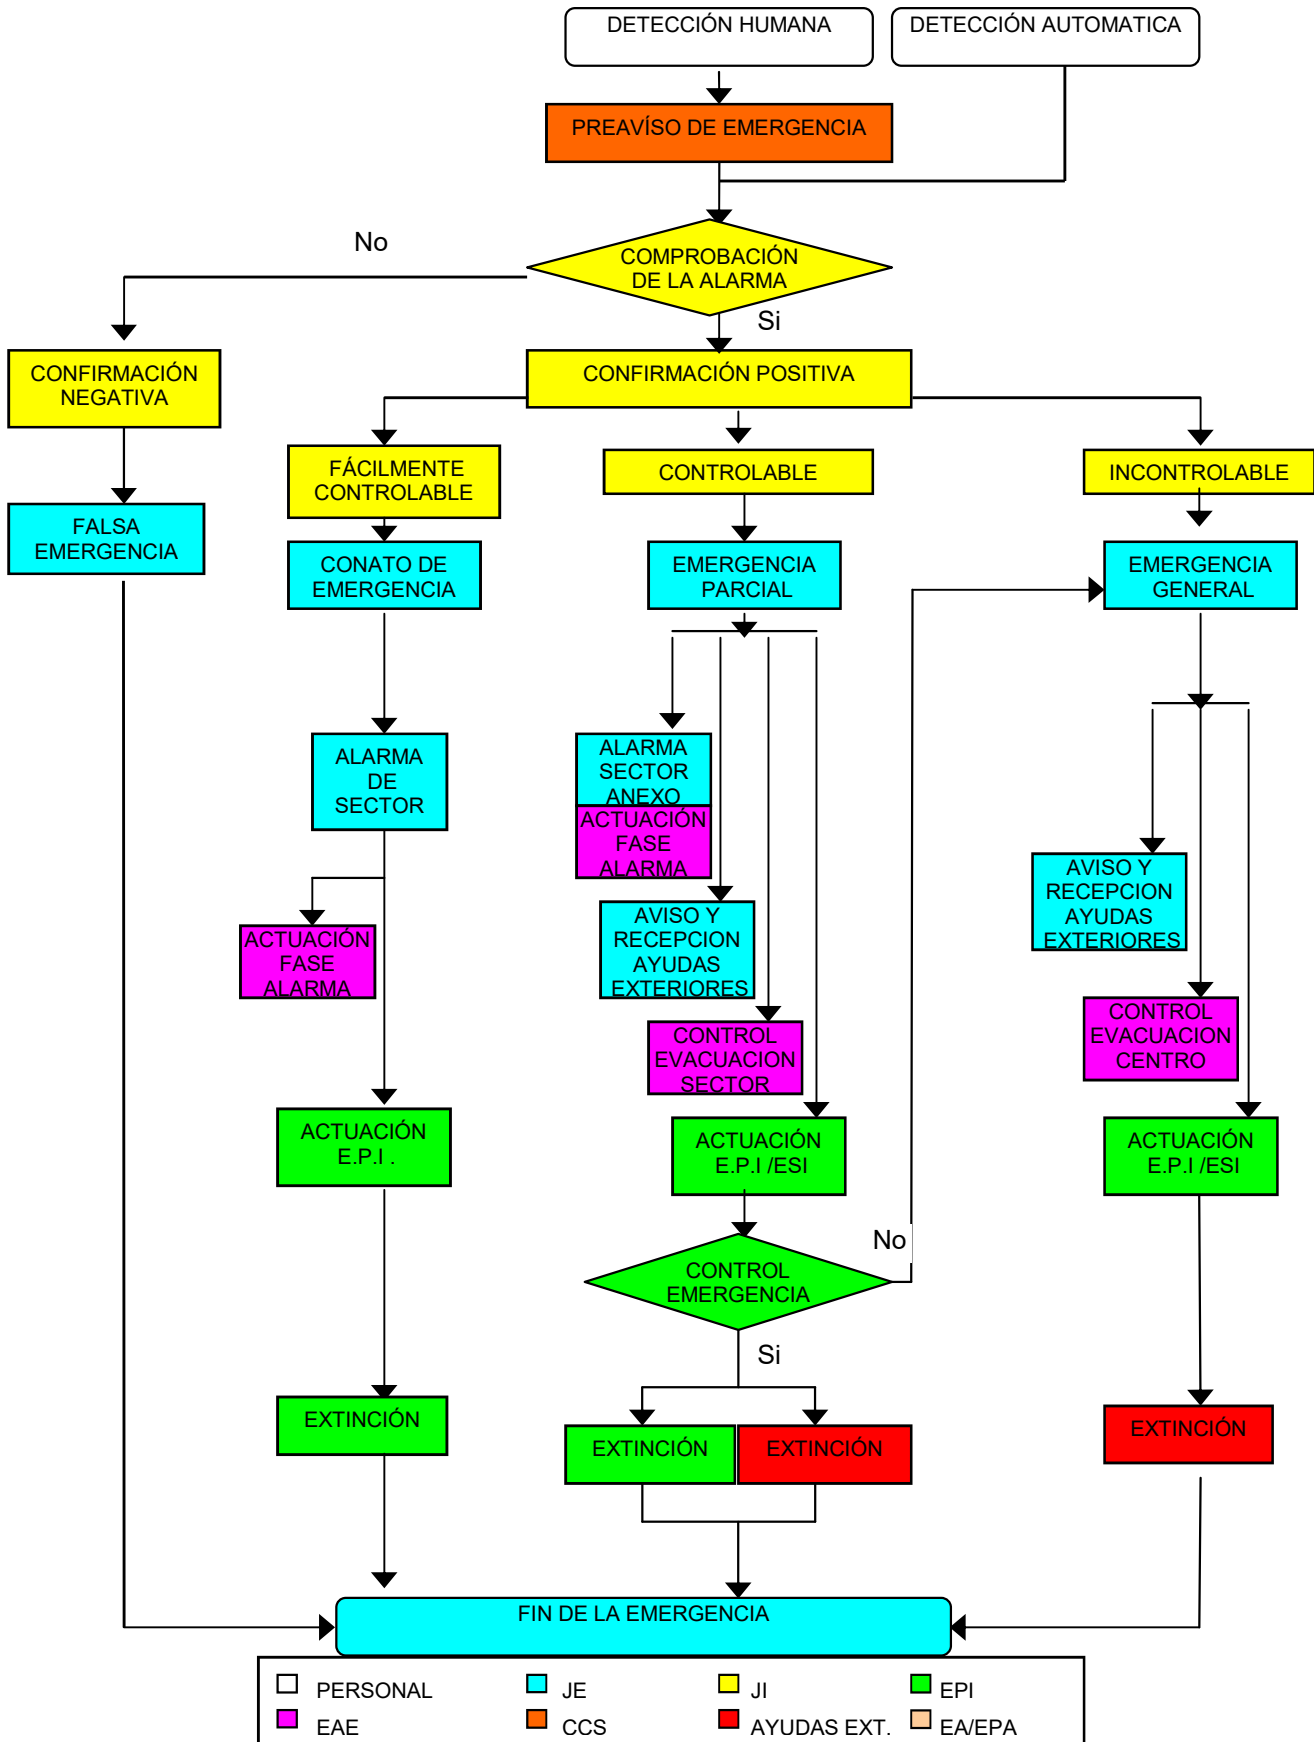 DETECCIÓN HUMANA
DETECCIÓN AUTOMATICA
PREAVÍSO DE EMERGENCIA
No
COMPROBACIÓN
DE LA ALARMA
Si
CONFIRMACIÓN
NEGATIVA
CONFIRMACIÓN POSITIVA
FÁCILMENTE
CONTROLABLE
CONTROLABLE
INCONTROLABLE
FALSA
EMERGENCIA
CONATO DE
EMERGENCIA
EMERGENCIA
PARCIAL
EMERGENCIA
GENERAL
ALARMA
DE
SECTOR
ALARMA
SECTOR
ANEXO
ACTUACIÓN
FASE
ALARMA
AVISO Y
RECEPCION
AYUDAS
EXTERIORES
ACTUACIÓN
FASE
ALARMA
AVISO Y
RECEPCION
AYUDAS
EXTERIORES
CONTROL
EVACUACION
SECTOR
CONTROL
EVACUACION
CENTRO
ACTUACIÓN
E.P.I .
ACTUACIÓN
E.P.I /ESI
ACTUACIÓN
E.P.I /ESI
No
CONTROL
EMERGENCIA
Si
EXTINCIÓN
EXTINCIÓN
EXTINCIÓN
EXTINCIÓN
FIN DE LA EMERGENCIA
PERSONAL
JE
JI
EPI
EAE
CCS
AYUDAS EXT.
EA/EPA